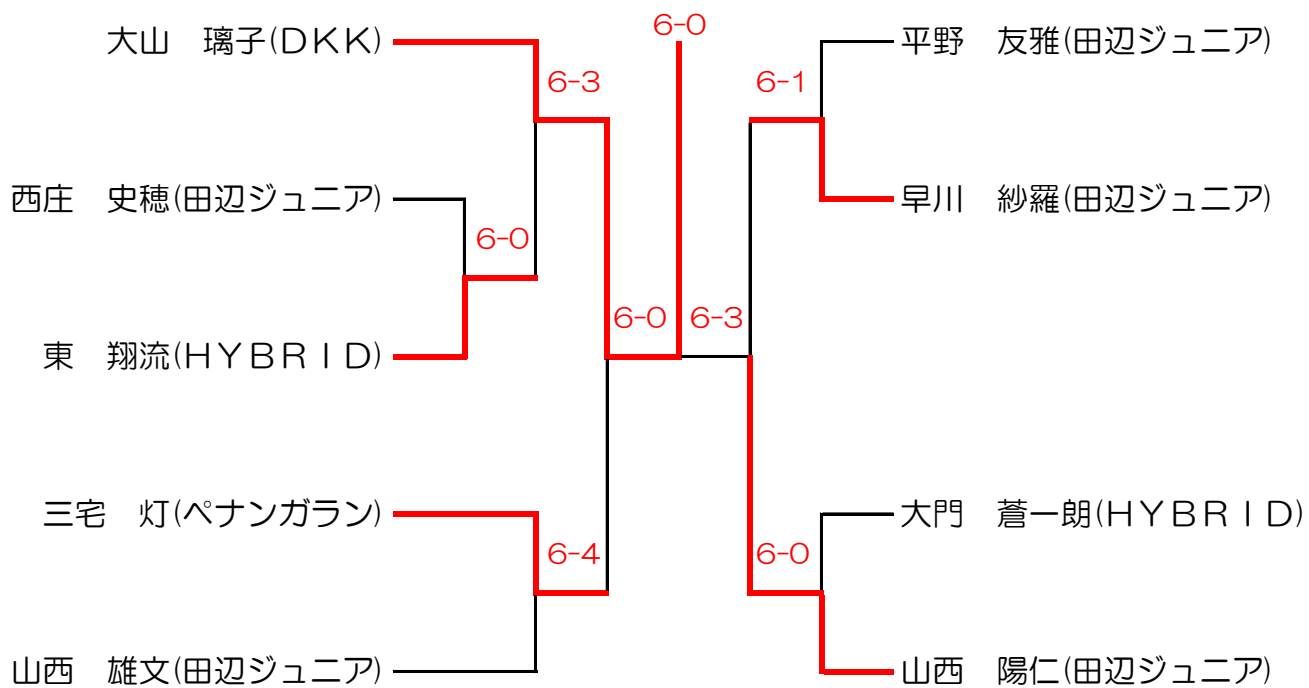 大山　璃子(DKK)
6-3
西庄　史穂(田辺ジュニア)
6-0
東　翔流(ＨＹＢＲＩＤ)
三宅　灯(ペナンガラン)
6-4
山西　雄文(田辺ジュニア)
6-0
6-0
6-3
平野　友雅(田辺ジュニア)
6-1
早川　紗羅(田辺ジュニア)
大門　蒼一朗(ＨＹＢＲＩＤ)
6-0
山西　陽仁(田辺ジュニア)